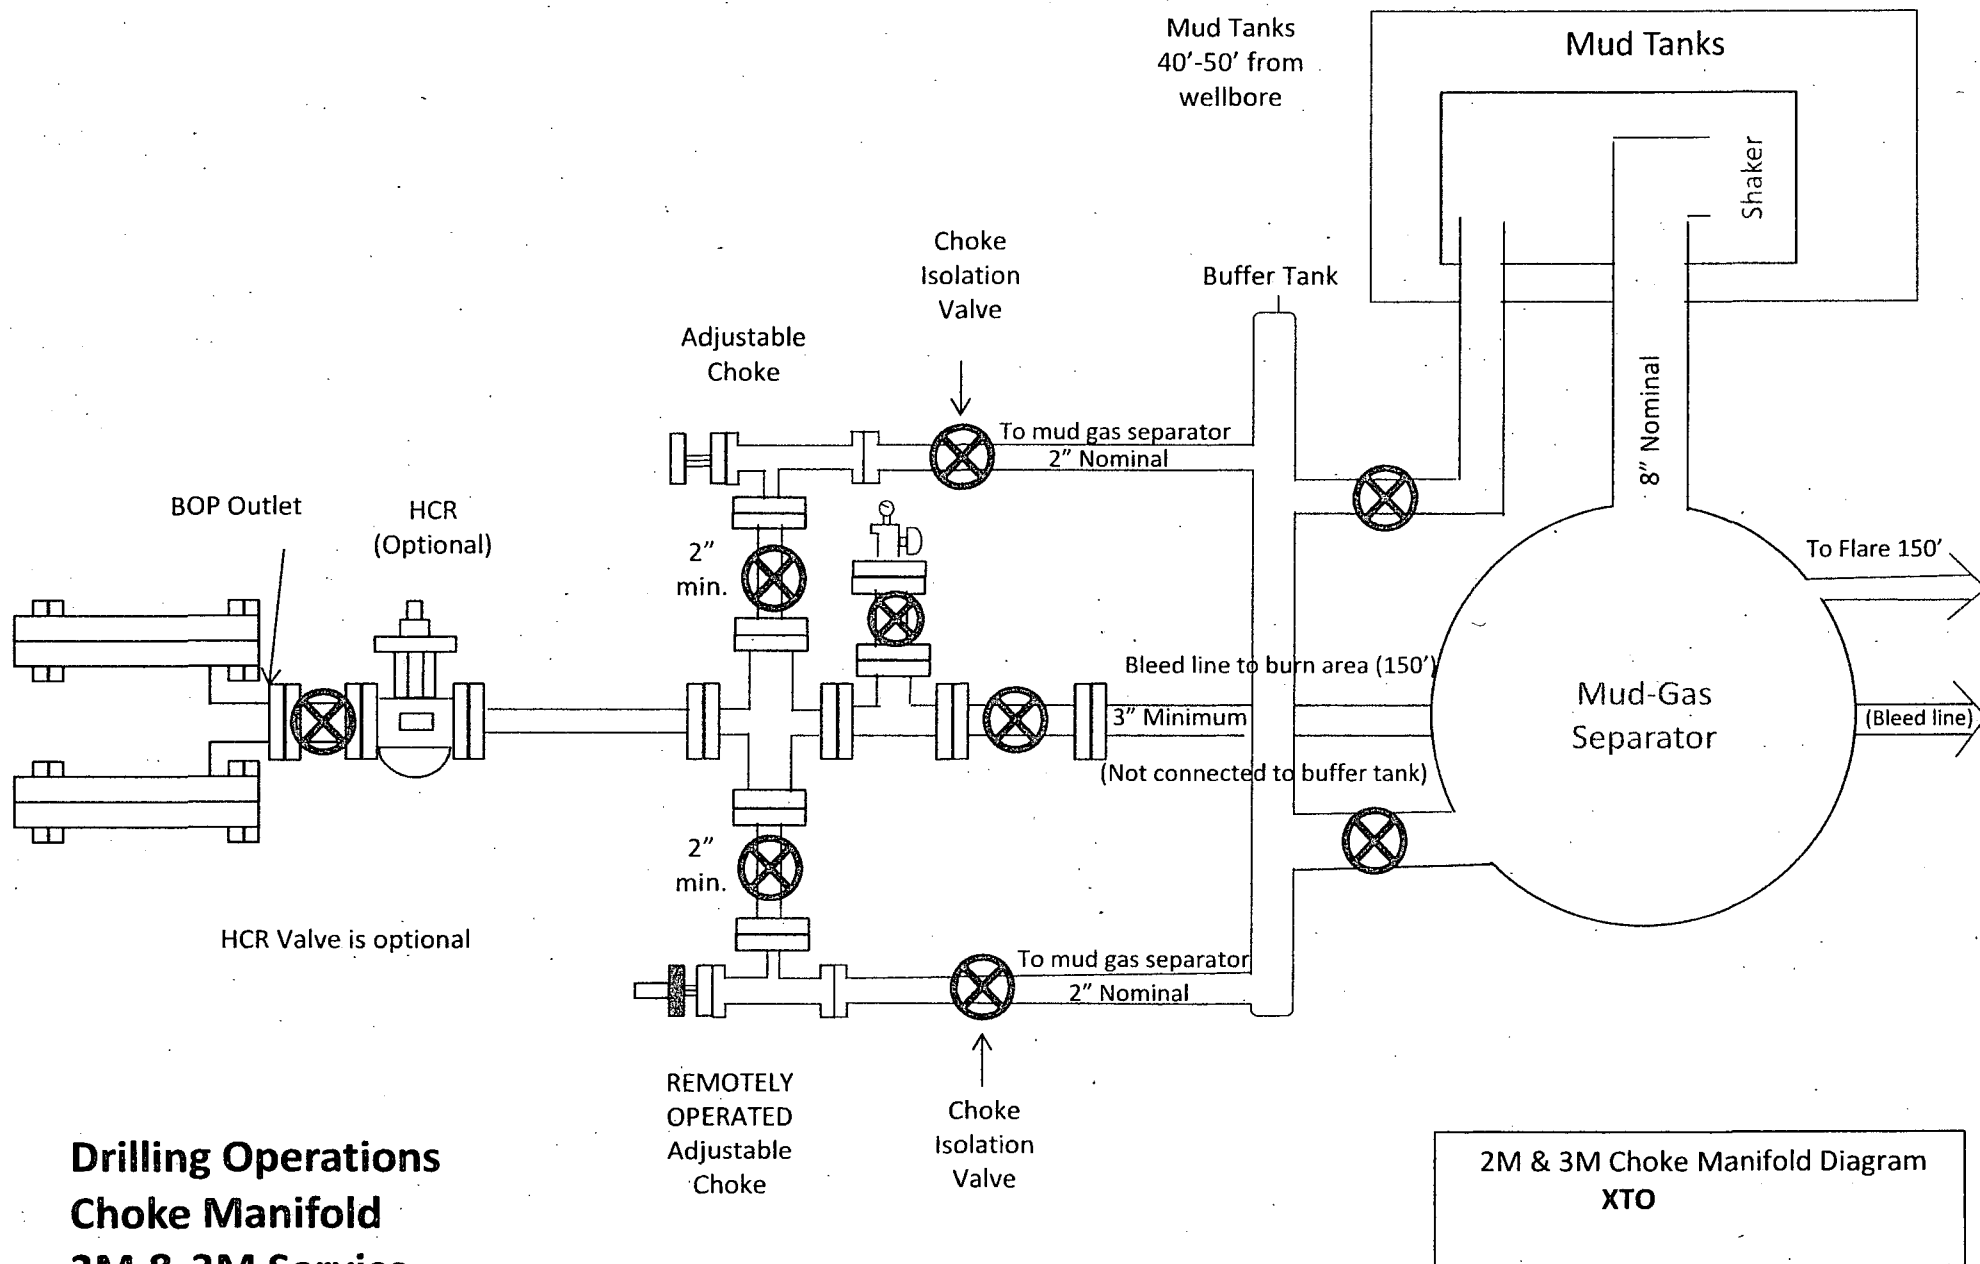 Mud Tanks
40'-50' from
wellbore
Mud Tanks
Shaker
Choke
Isolation
Valve
Buffer Tank
Adjustable
Choke
8" Nominal
To mud gas separator
2" Nominal
BOP Outlet
HCR
(Optional)
2"
min.
To Flare 150'
Bleed line to burn area (150')
3" Minimum
(Not connected to buffer tank)
Mud-Gas
Separator
(Bleed line)
2"
min.
HCR Valve is optional
To mud gas separator
2" Nominal
REMOTELY
OPERATED
Adjustable
Choke
Choke
Isolation
Valve
Drilling Operations
Choke Manifold
2M & 3M Service
2M & 3M Choke Manifold Diagram
XTO